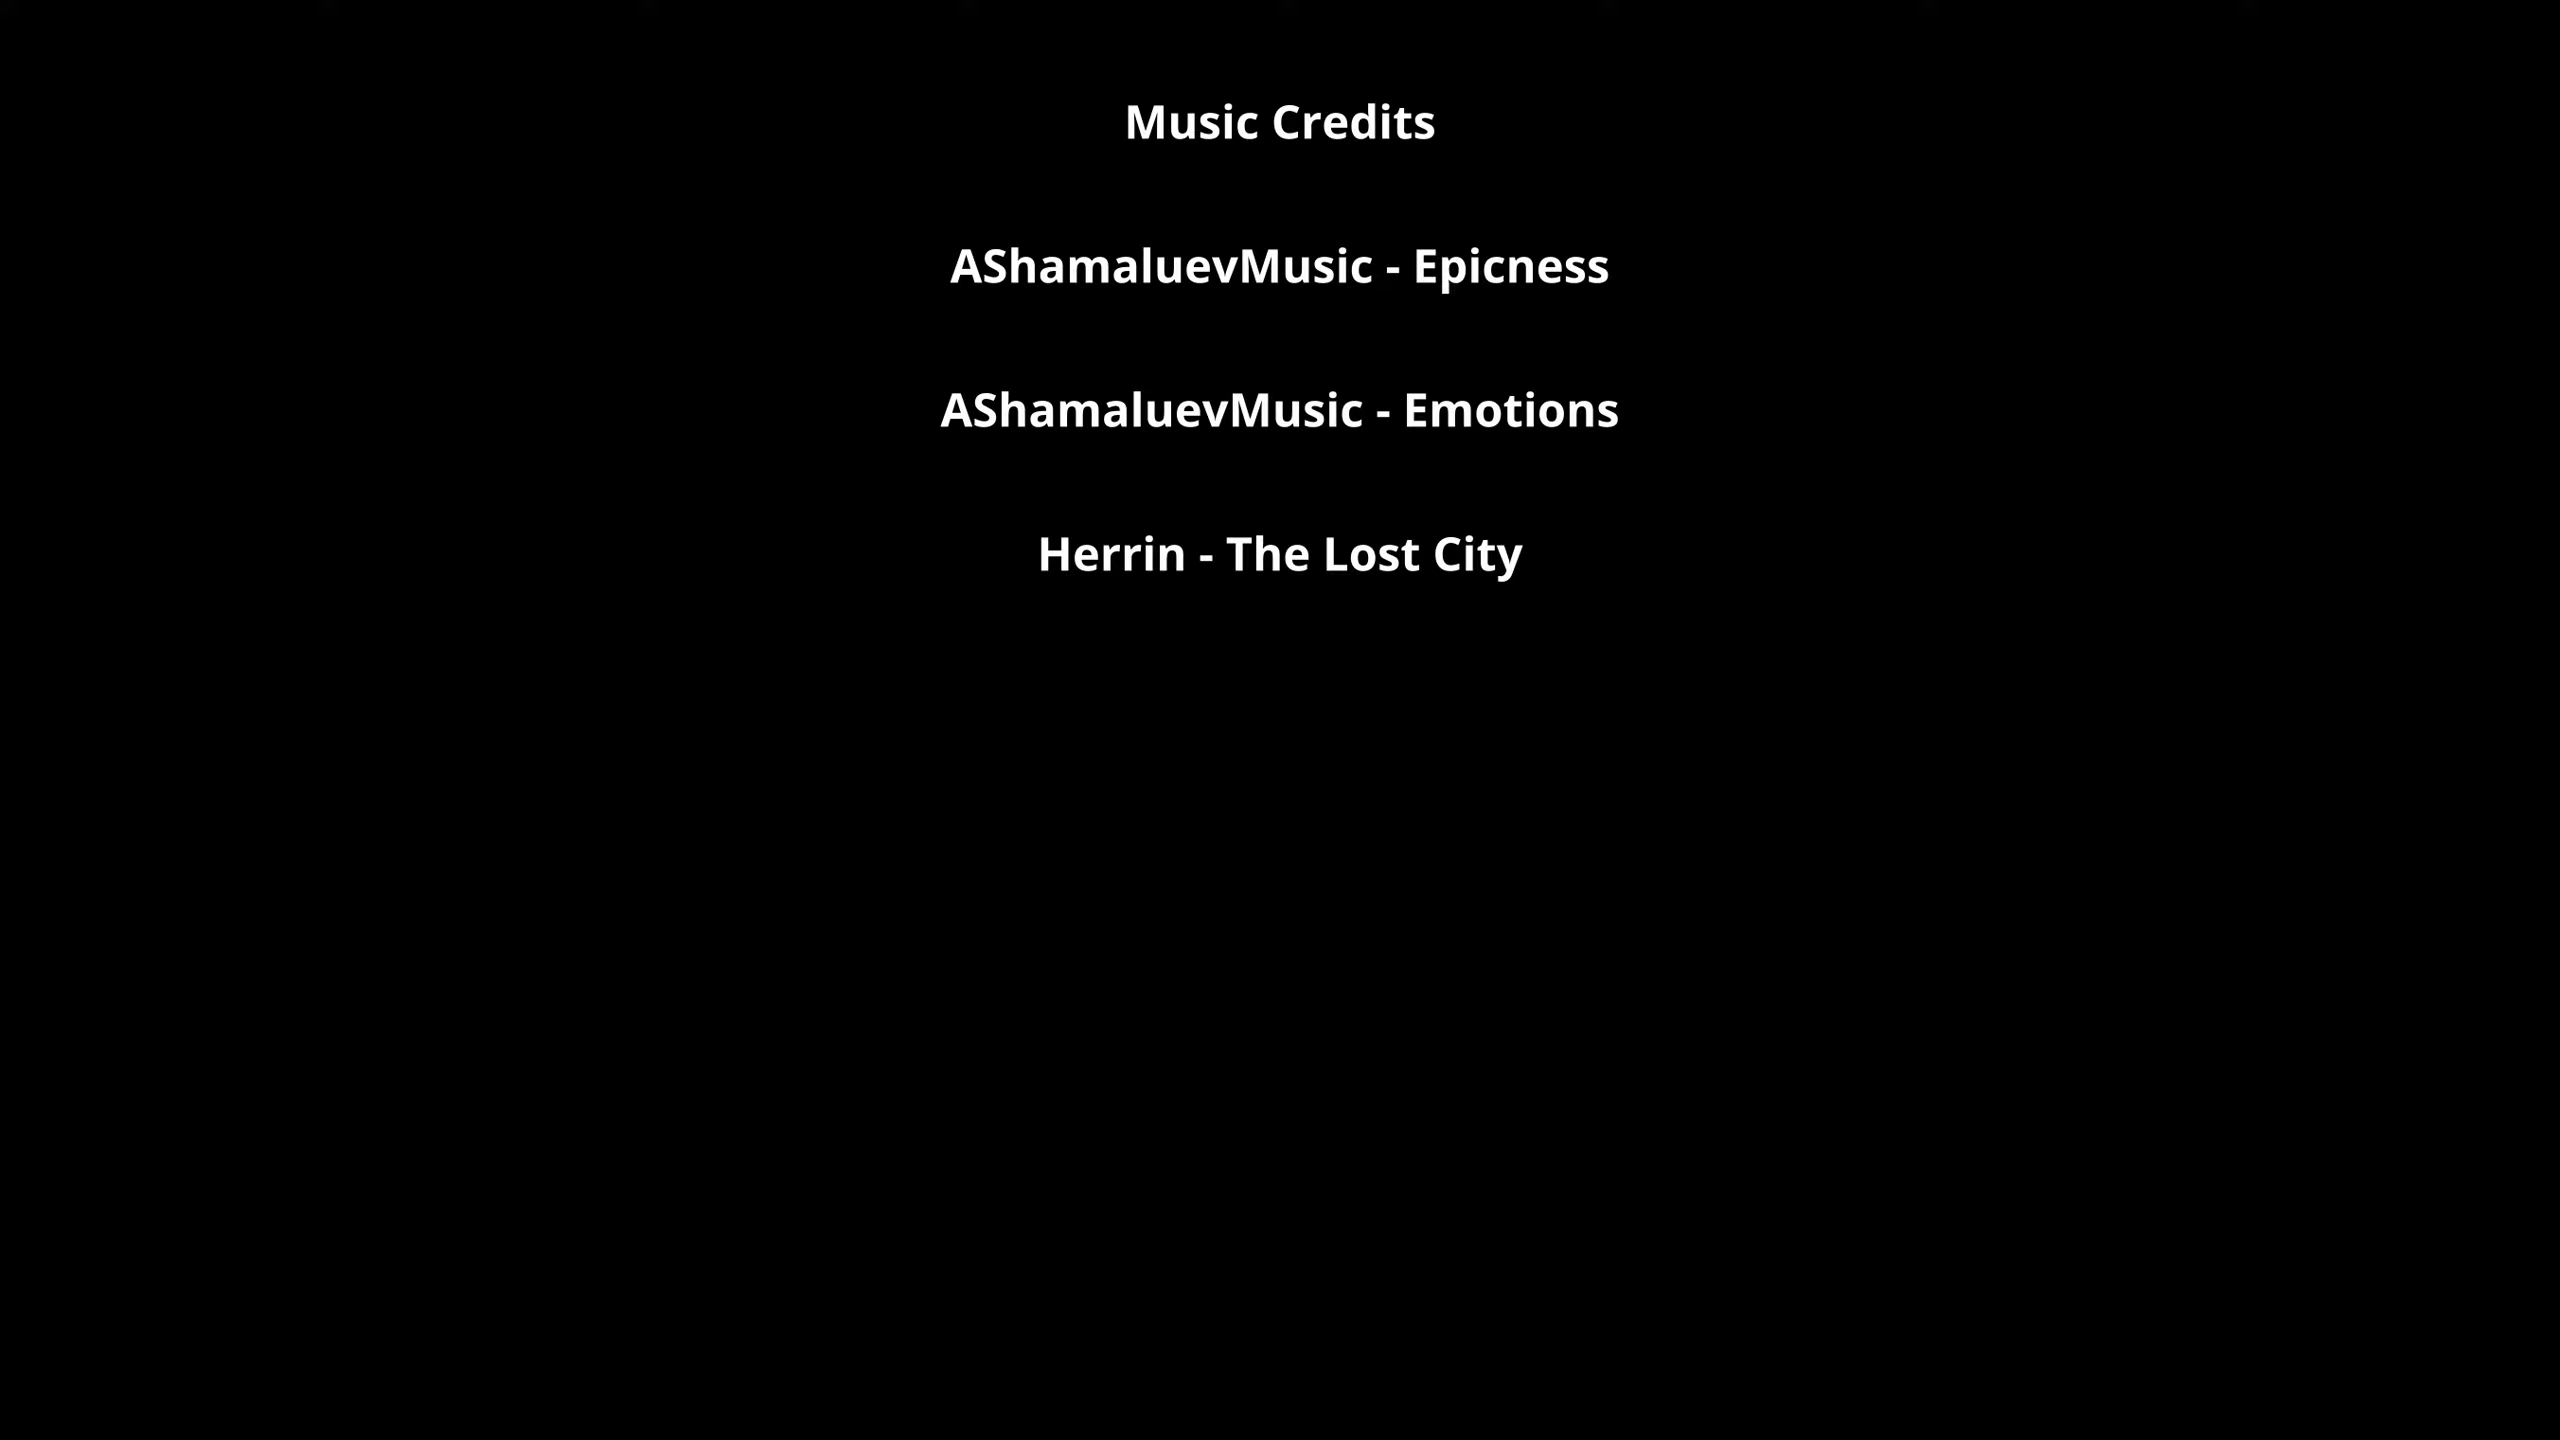 Music Credits
AShamaluevMusic - Epicness
AShamaluevMusic - Emotions
Herrin - The Lost City